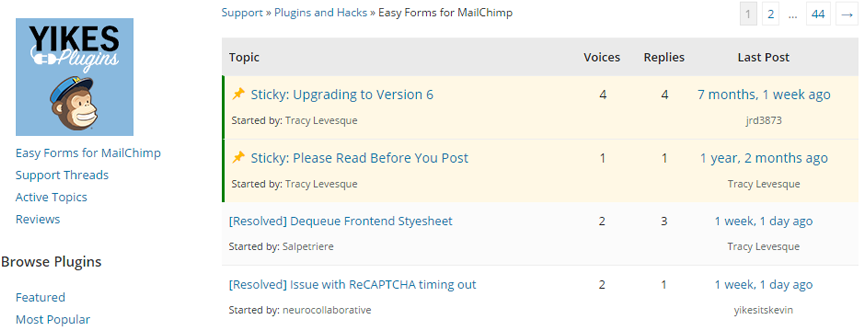 Support » Plugins and Hacks » Easy Forms for MailChimp
1 2 … 44 →
YIKES
Plugins
Easy Forms for MailChimp
Support Threads
Active Topics
Reviews
Browse Plugins
Featured
Most Popular
Topic Voices Replies Last Post
Sticky: Upgrading to Version 6 4 4 7 months, 1 week ago
Started by: Tracy Levesque jrd3873
Sticky: Please Read Before You Post 1 1 1 year, 2 months ago
Started by: Tracy Levesque Tracy Levesque
[Resolved] Dequeue Frontend Styesheet 2 3 1 week, 1 day ago
Started by: Salpetriere Tracy Levesque
[Resolved] Issue with ReCAPTCHA timing out 2 1 1 week, 1 day ago
Started by: neurocollaborative yikesitskevin